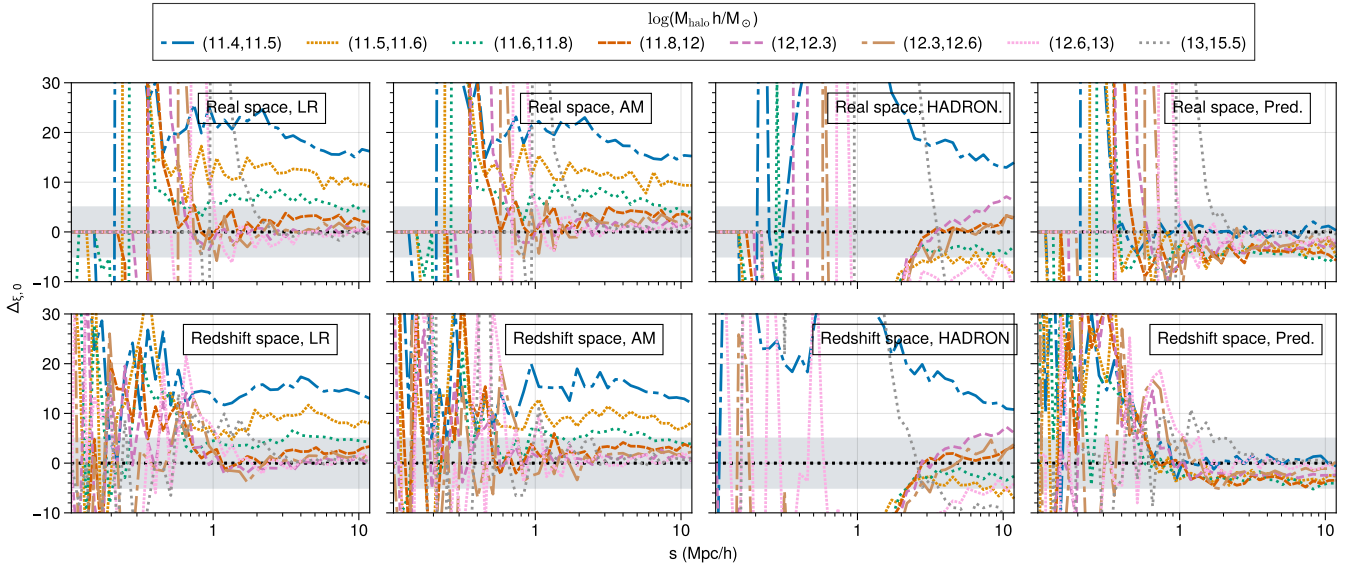 log(M_halo h/M_⊙)
(11.4,11.5) (11.5,11.6) (11.6,11.8) (11.8,12) (12,12.3) (12.3,12.6) (12.6,13) (13,15.5)
30
20
10
0
−10
Real space, LR
Real space, AM
Real space, HADRON.
Real space, Pred.
Δ_ξ,0
30
20
10
0
−10
Redshift space, LR
Redshift space, AM
Redshift space, HADRON
Redshift space, Pred.
1 10 1 10 1 10 1 10
s (Mpc/h)